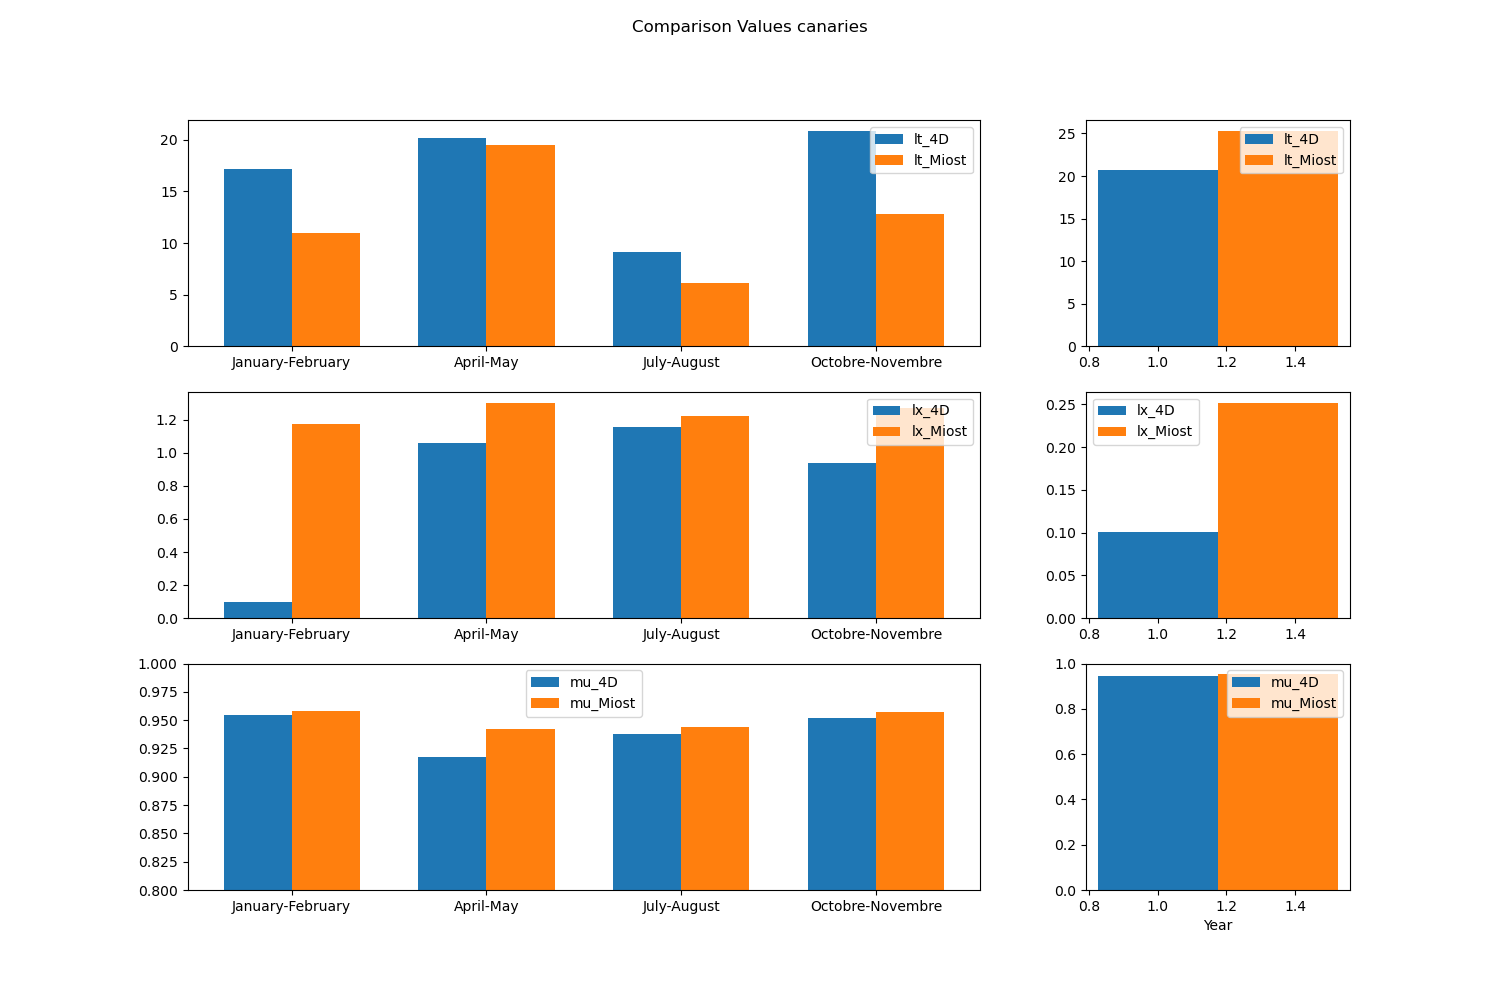 Comparison Values canaries
20
15
10
5
0
lt_4D
lt_Miost
January-February April-May July-August Octobre-Novembre
25
20
15
10
5
0
lt_4D
lt_Miost
0.8 1.0 1.2 1.4
1.2
1.0
0.8
0.6
0.4
0.2
0.0
lx_4D
lx_Miost
January-February April-May July-August Octobre-Novembre
0.25
0.20
0.15
0.10
0.05
0.00
lx_4D
lx_Miost
0.8 1.0 1.2 1.4
1.000
0.975
0.950
0.925
0.900
0.875
0.850
0.825
0.800
mu_4D
mu_Miost
January-February April-May July-August Octobre-Novembre
1.0
0.8
0.6
0.4
0.2
0.0
mu_4D
mu_Miost
0.8 1.0 1.2 1.4
Year